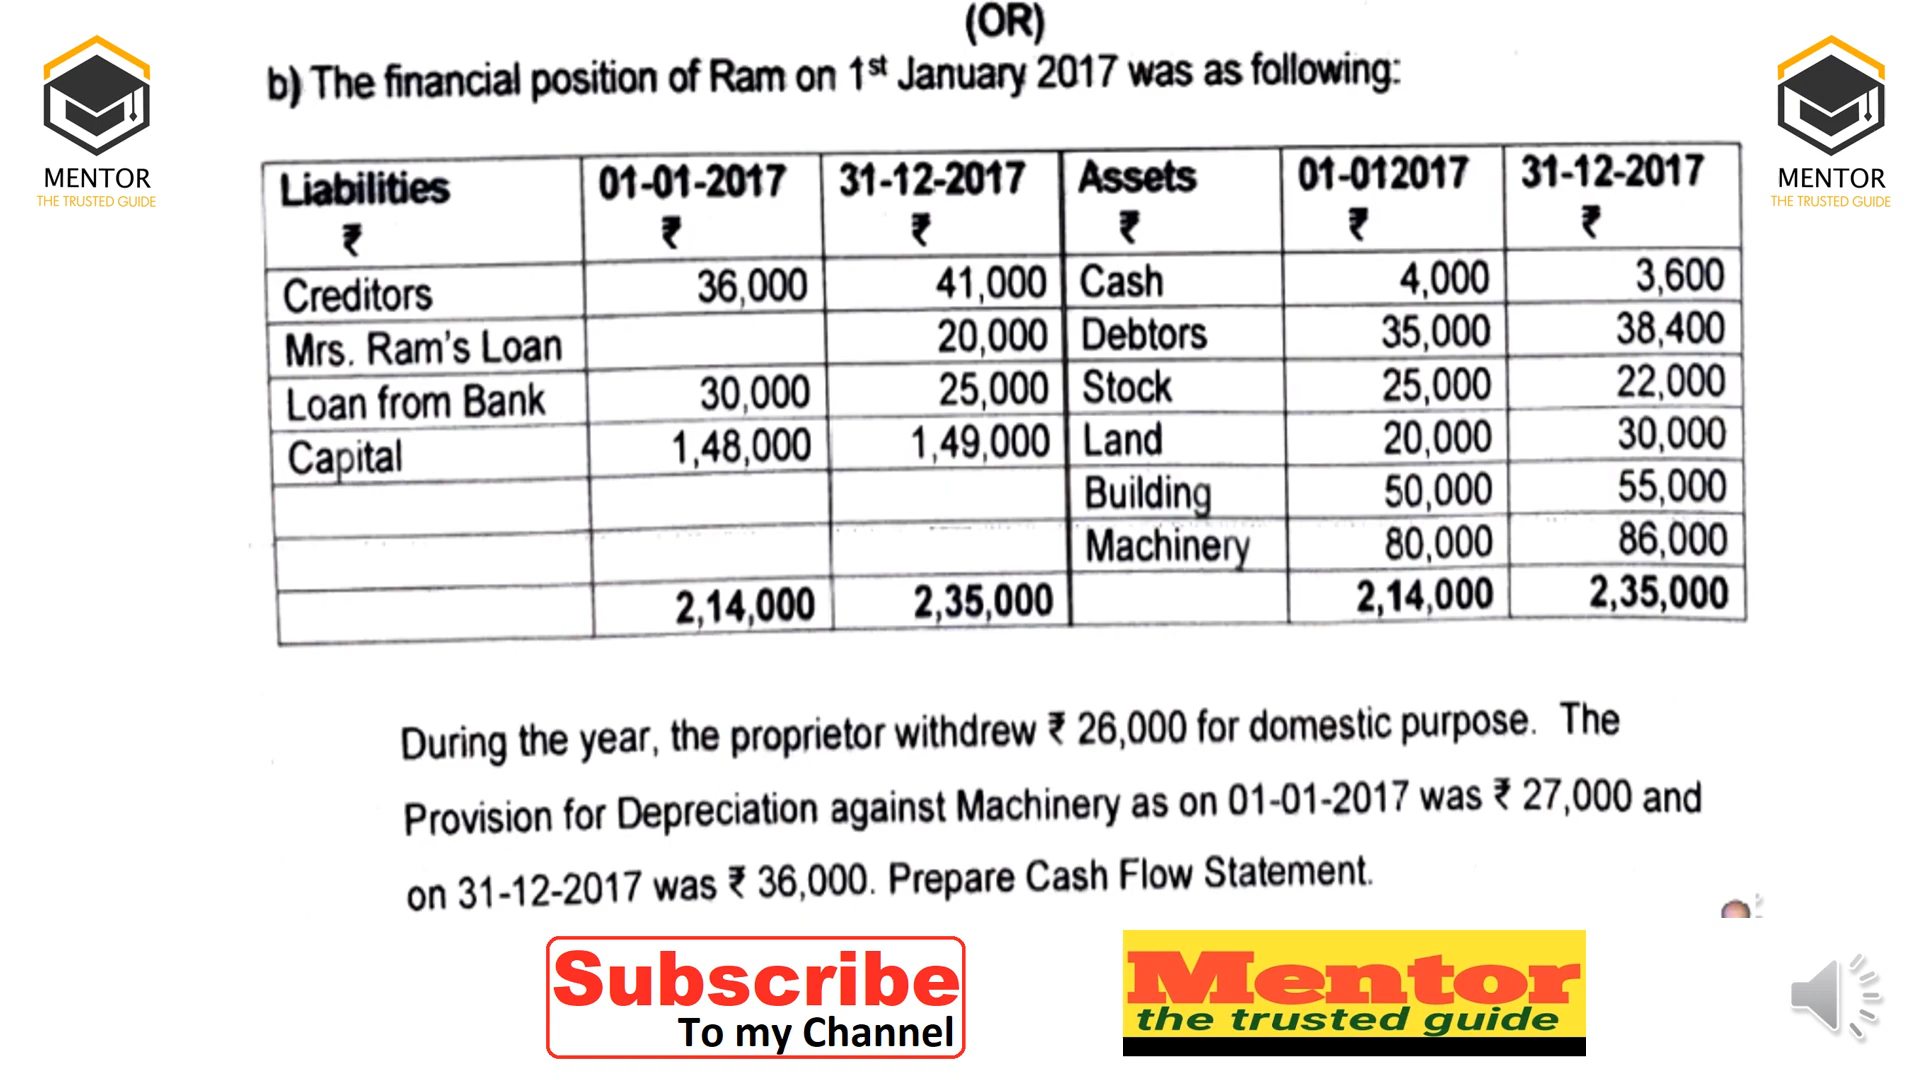 (OR)
b) The financial position of Ram on 1st January 2017 was as following:
MENTOR
THE TRUSTED GUIDE
MENTOR
THE TRUSTED GUIDE
Liabilities ₹ 01-01-2017 ₹ 31-12-2017 ₹ Assets ₹ 01-012017 ₹ 31-12-2017 ₹
Creditors 36,000 41,000 Cash 4,000 3,600
Mrs. Ram's Loan 20,000 Debtors 35,000 38,400
Loan from Bank 30,000 25,000 Stock 25,000 22,000
Capital 1,48,000 1,49,000 Land 20,000 30,000
Building 50,000 55,000
Machinery 80,000 86,000
2,14,000 2,35,000 2,14,000 2,35,000
During the year, the proprietor withdrew ₹ 26,000 for domestic purpose. The
Provision for Depreciation against Machinery as on 01-01-2017 was ₹ 27,000 and
on 31-12-2017 was ₹ 36,000. Prepare Cash Flow Statement.
Subscribe
To my Channel
Mentor
the trusted guide